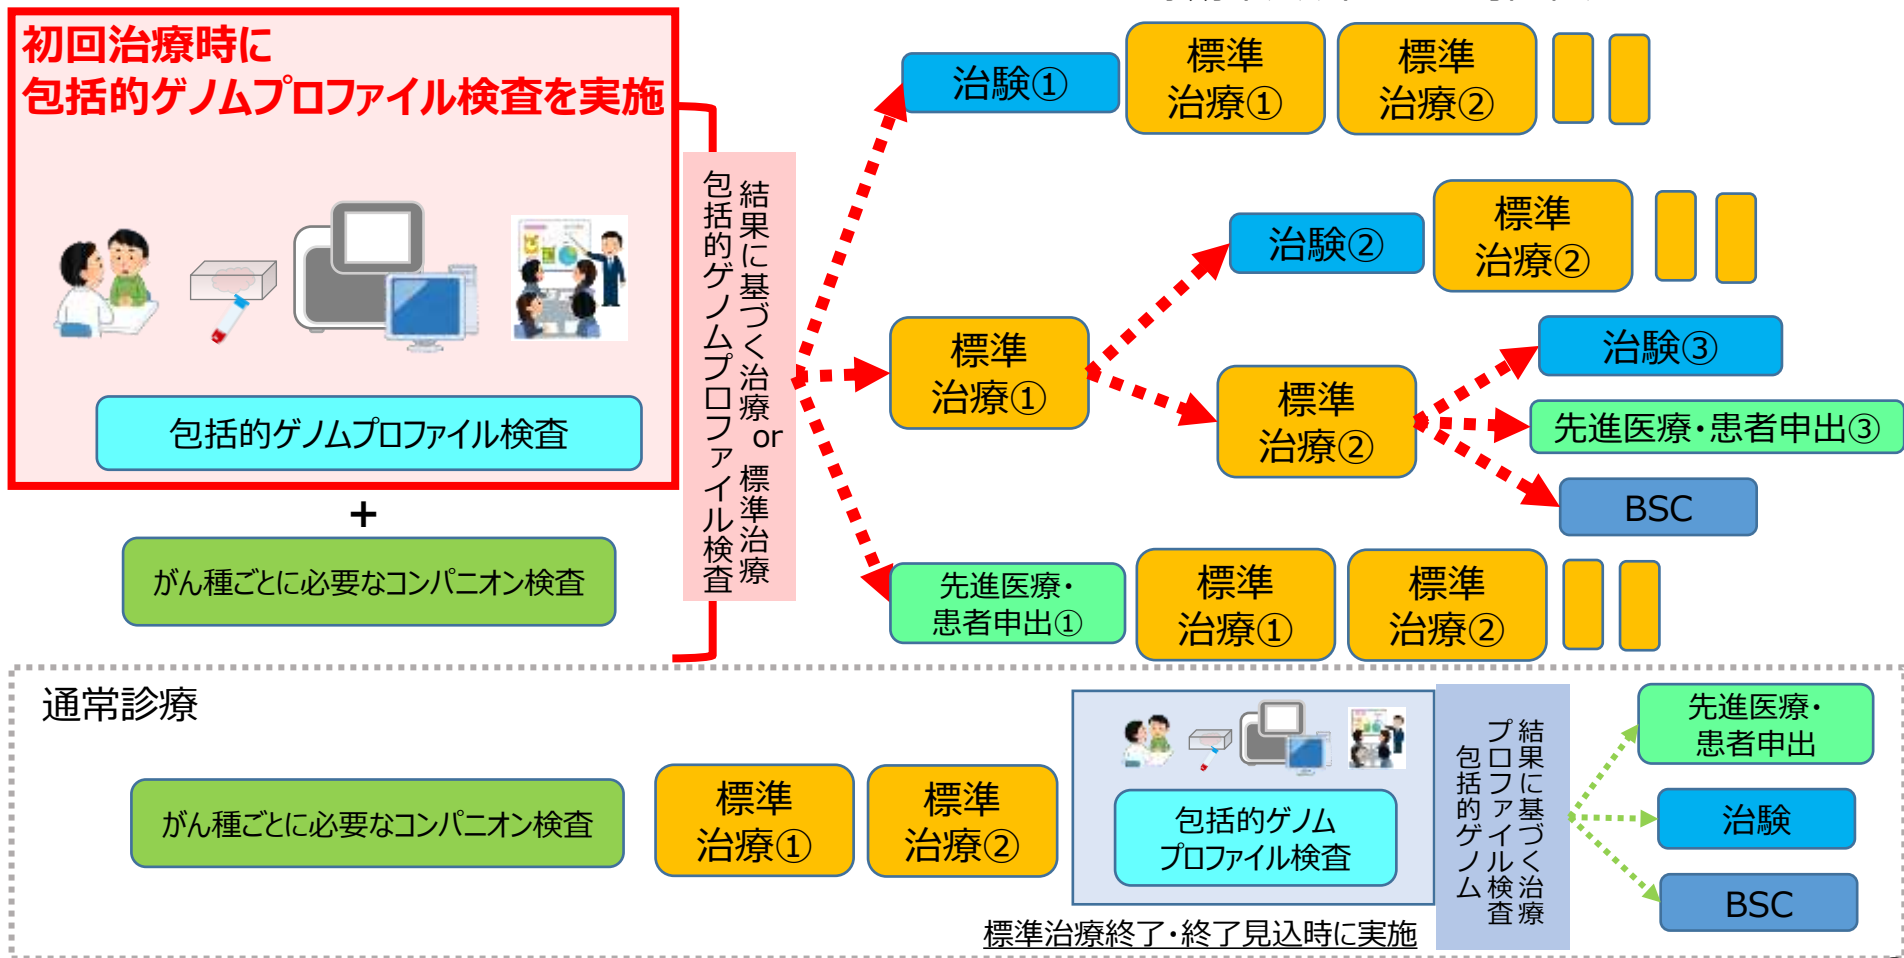 初回治療時に
包括的ゲノムプロファイル検査を実施
包括的ゲノムプロファイル検査
+
がん種ごとに必要なコンパニオン検査
包括的ゲノムプロファイル検査
結果に基づく治療 or 標準治療
治験①
標準
治療①
標準
治療②
標準
治療①
治験②
標準
治療②
標準
治療②
治験③
先進医療・患者申出③
BSC
先進医療・
患者申出①
標準
治療①
標準
治療②
通常診療
がん種ごとに必要なコンパニオン検査
標準
治療①
標準
治療②
包括的ゲノム
プロファイル検査
標準治療終了・終了見込時に実施
包括的ゲノム
プロファイル検査
結果に基づく治療
先進医療・
患者申出
治験
BSC